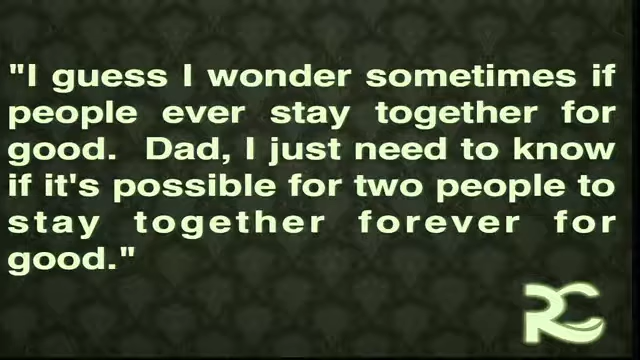 "I guess I wonder sometimes if
people ever stay together for
good.  Dad, I just need to know
if it's possible for two people to
stay together forever for
good."
RC